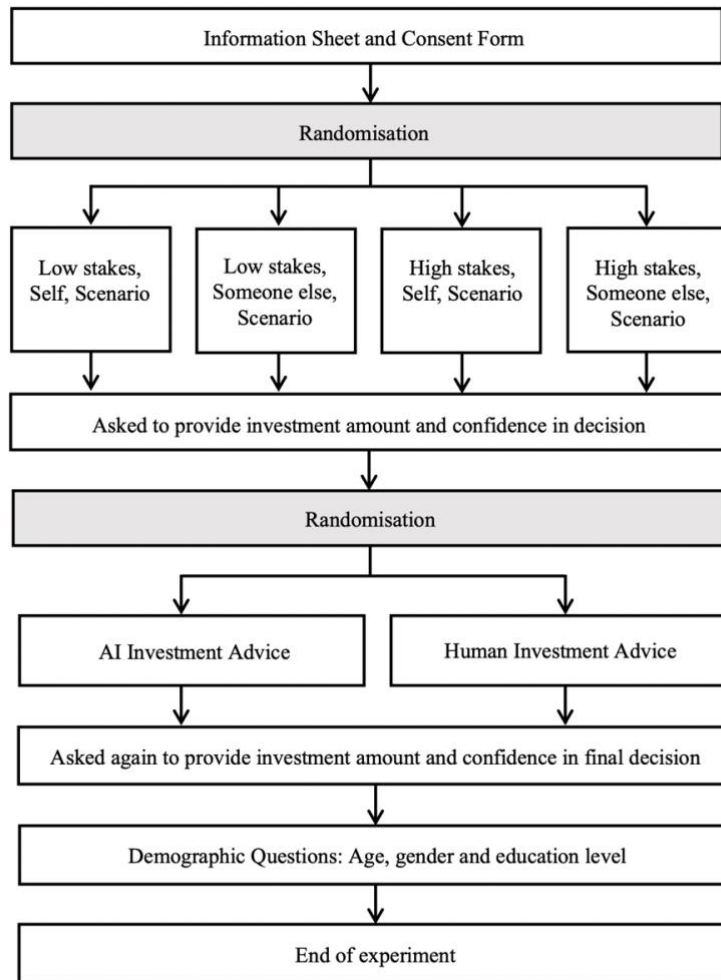 Information Sheet and Consent Form
Randomisation
Low stakes,
Self, Scenario
Low stakes,
Someone else,
Scenario
High stakes,
Self, Scenario
High stakes,
Someone else,
Scenario
Asked to provide investment amount and confidence in decision
Randomisation
AI Investment Advice
Human Investment Advice
Asked again to provide investment amount and confidence in final decision
Demographic Questions: Age, gender and education level
End of experiment